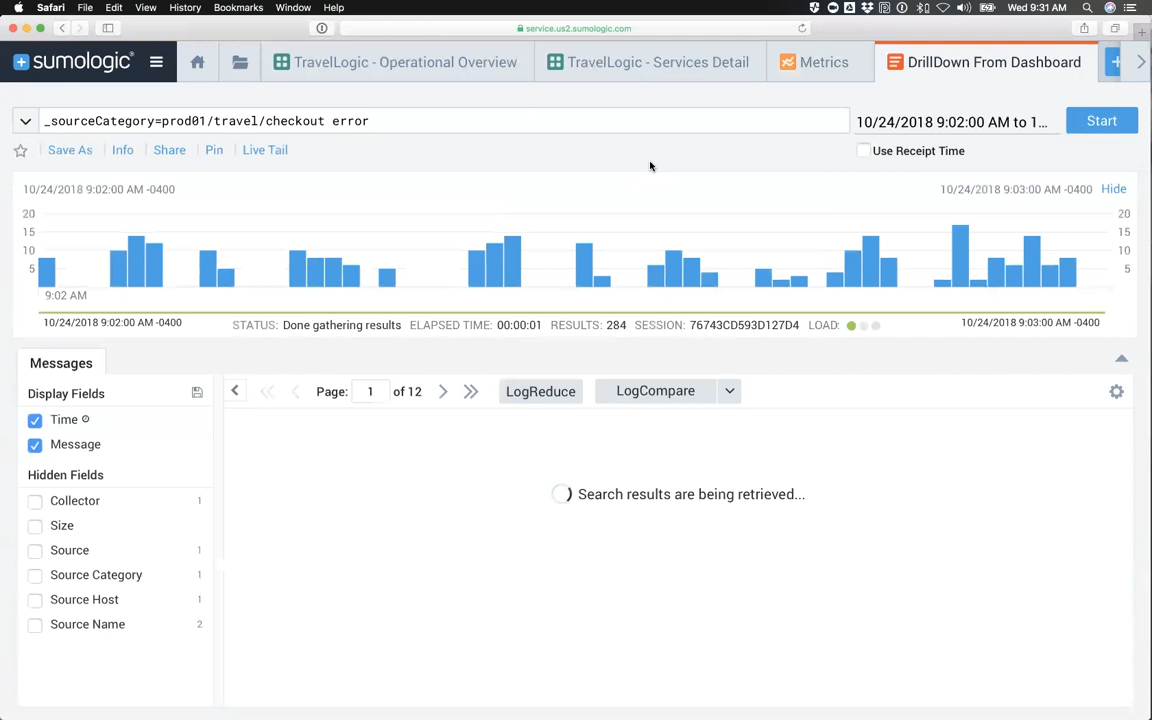 Safari File Edit View History Bookmarks Window Help Wed 9:31 AM
service.us2.sumologic.com
sumologic TravelLogic - Operational Overview TravelLogic - Services Detail Metrics DrillDown From Dashboard
_sourceCategory=prod01/travel/checkout error 10/24/2018 9:02:00 AM to 1... Start
Save As Info Share Pin Live Tail Use Receipt Time
10/24/2018 9:02:00 AM -0400 10/24/2018 9:03:00 AM -0400 Hide
20 20
15 15
10 10
5 5
9:02 AM
10/24/2018 9:02:00 AM -0400 STATUS: Done gathering results ELAPSED TIME: 00:00:01 RESULTS: 284 SESSION: 76743CD593D127D4 LOAD: 10/24/2018 9:03:00 AM -0400
Messages
Display Fields Page: 1 of 12 LogReduce LogCompare
Time
Message
Hidden Fields
Collector 1
Size
Source 1
Source Category 1
Source Host 1
Source Name 2
Search results are being retrieved...